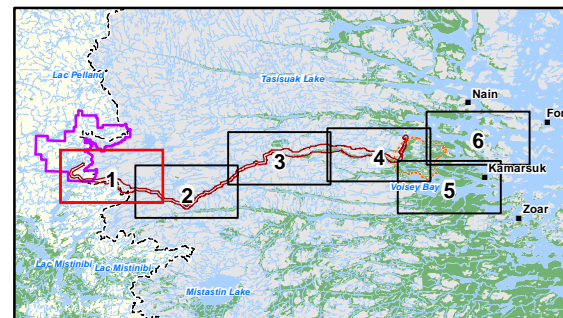 Lac Pelland
Tasisuak Lake
Nain
For
6
Kamarsuk
4
3
1
Voisey Bay
5
2
Zoar
Lac Mistinibi
Lac Mistinibi
Mistastin Lake